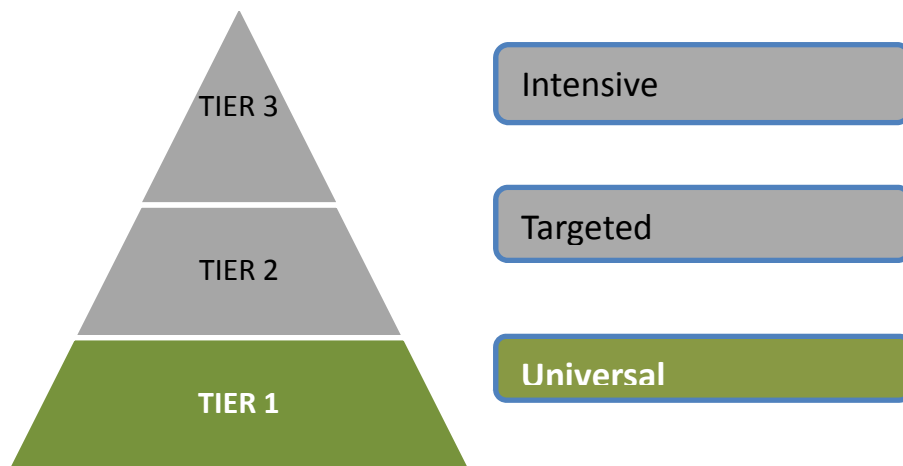 TIER 3
Intensive
TIER 2
Targeted
TIER 1
Universal